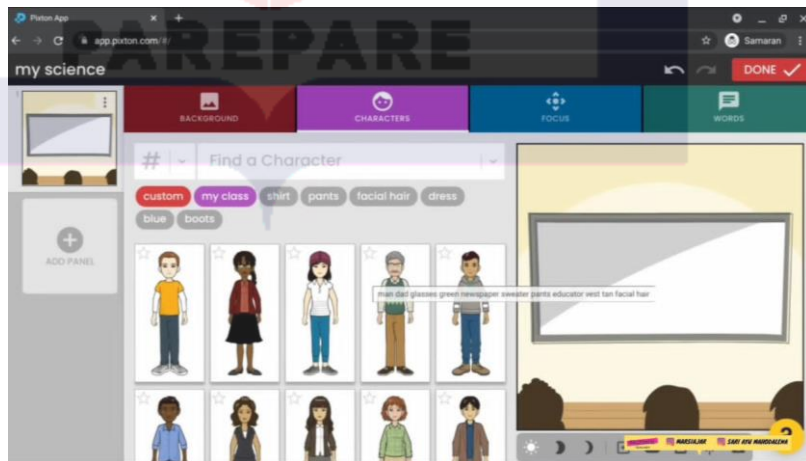 Pixton App
PAREPARE
app.pixton.com/#/
Samaran
my science
DONE
BACKGROUND
CHARACTERS
FOCUS
WORDS
# Find a Character
custom my class shirt pants facial hair dress
blue boots
ADD PANEL
man dad glasses green newspaper sweater pants educator vest tan facial hair
MARSULJAK SARI AYU MANDDALENA